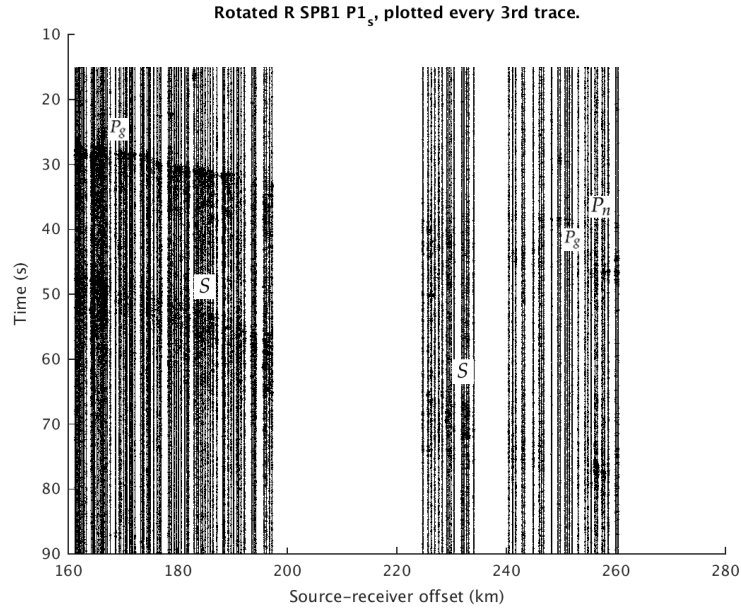 Rotated R SPB1 P1s, plotted every 3rd trace.
10
20
30
40
50
60
70
80
90
Time (s)
Pg
S
S
Pn
Pg
160
180
200
220
240
260
280
Source-receiver offset (km)